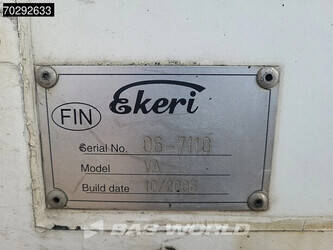 70292633
FIN Ekeri
Serial No. 06-7110
Model VA
Build date 10/2006
BAS WORLD